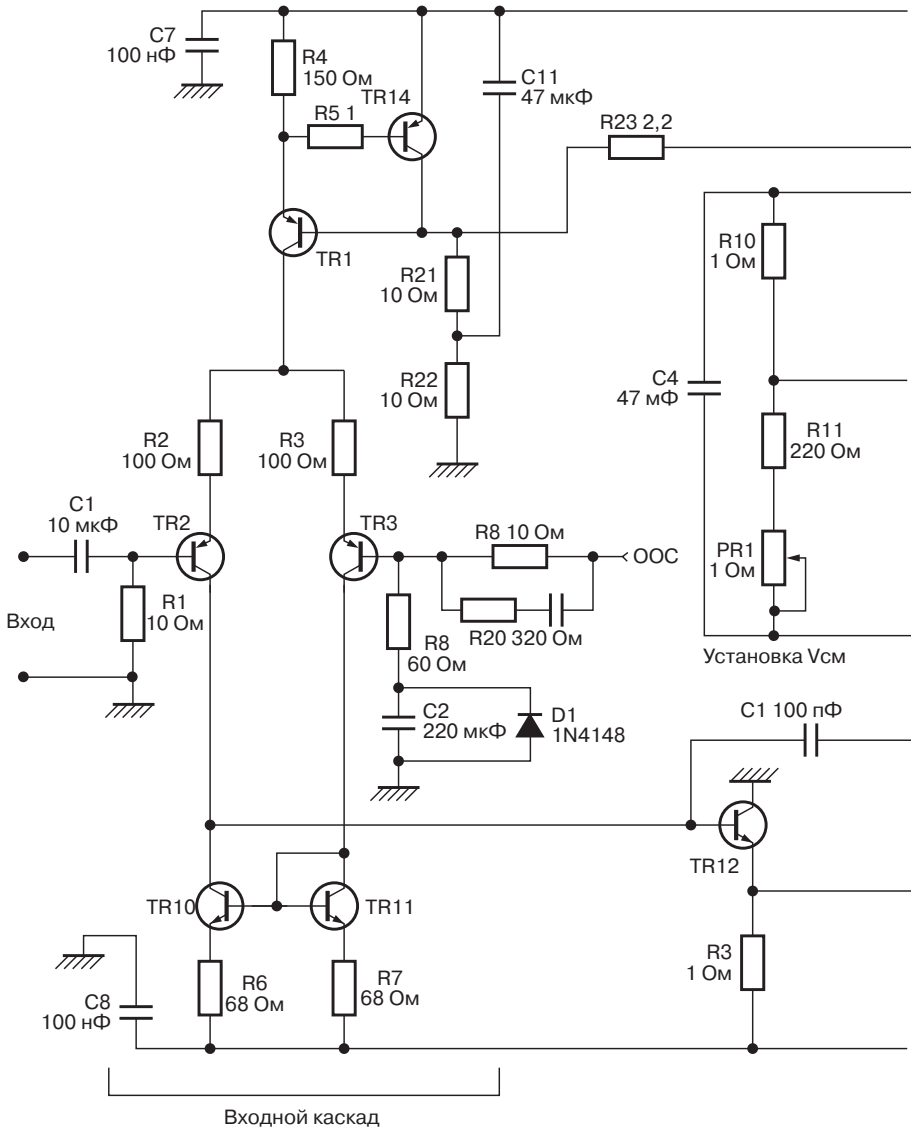 C7
100 нФ
R4
150 Ом
TR14
C11
47 мкФ
R5 1
R23 2,2
TR1
R21
10 Ом
R10
1 Ом
R22
10 Ом
C4
47 мФ
R2
100 Ом
R3
100 Ом
R11
220 Ом
C1
10 мкФ
TR2
TR3
R8 10 Ом
ООС
PR1
1 Ом
Вход
R1
10 Ом
R20 320 Ом
R8
60 Ом
Установка Vсм
C2
220 мкФ
D1
1N4148
C1 100 пФ
TR12
TR10
TR11
R3
1 Ом
C8
100 нФ
R6
68 Ом
R7
68 Ом
Входной каскад